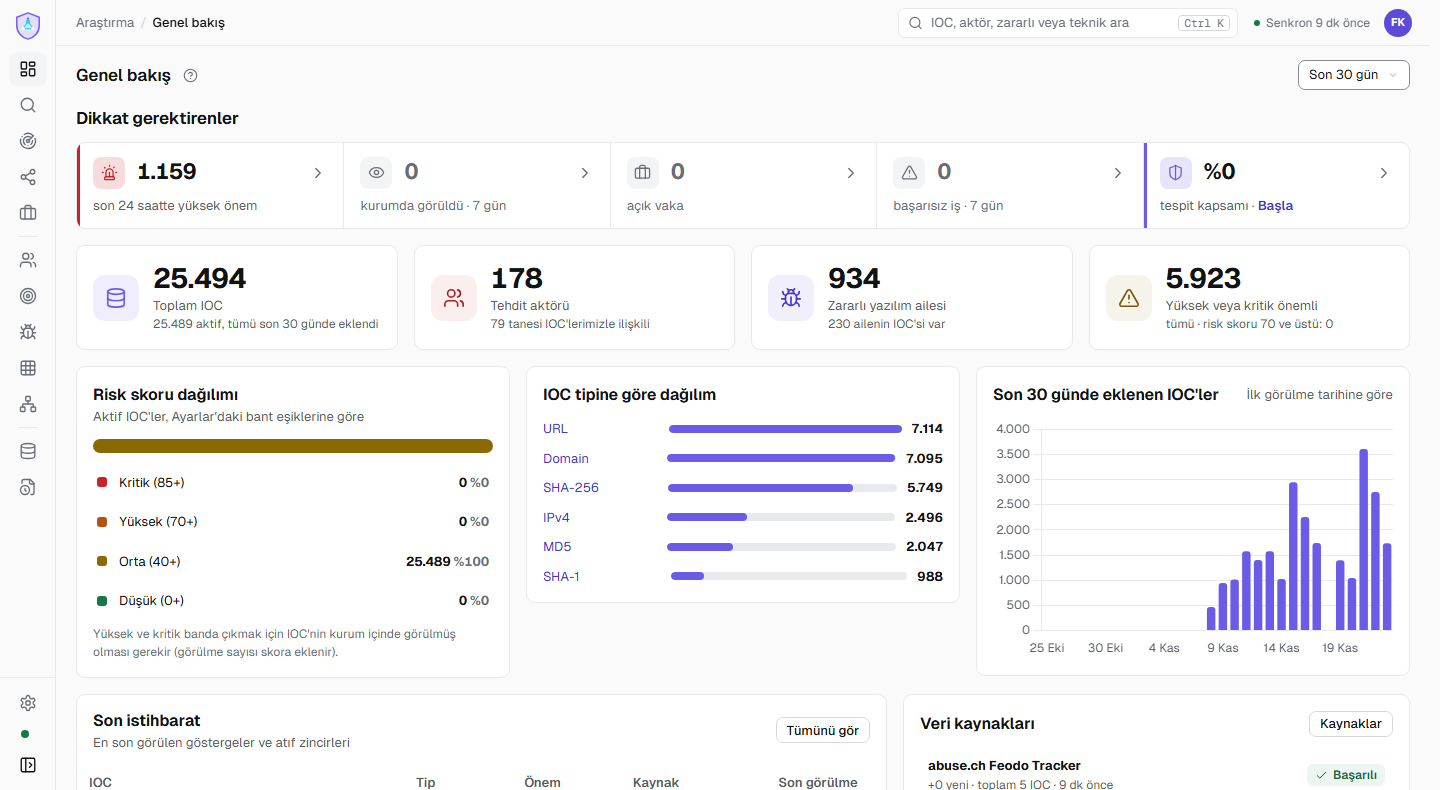 Araştırma / Genel bakış
IOC, aktör, zararlı veya teknik ara
Ctrl K
Senkron 9 dk önce
FK
Genel bakış
Son 30 gün
Dikkat gerektirenler
1.159
son 24 saatte yüksek önem
0
kurumda görüldü · 7 gün
0
açık vaka
0
başarısız iş · 7 gün
%0
tespit kapsamı · Başla
25.494
Toplam IOC
25.489 aktif, tümü son 30 günde eklendi
178
Tehdit aktörü
79 tanesi IOC'lerimizle ilişkili
934
Zararlı yazılım ailesi
230 ailenin IOC'si var
5.923
Yüksek veya kritik önemli
tümü · risk skoru 70 ve üstü: 0
Risk skoru dağılımı
Aktif IOC'ler, Ayarlar'daki bant eşiklerine göre
Kritik (85+) 0 %0
Yüksek (70+) 0 %0
Orta (40+) 25.489 %100
Düşük (0+) 0 %0
Yüksek ve kritik banda çıkmak için IOC'nin kurum içinde görülmüş
olması gerekir (görülme sayısı skora eklenir).
IOC tipine göre dağılım
URL 7.114
Domain 7.095
SHA-256 5.749
IPv4 2.496
MD5 2.047
SHA-1 988
Son 30 günde eklenen IOC'ler
İlk görülme tarihine göre
4.000
3.500
3.000
2.500
2.000
1.500
1.000
500
0
25 Eki 30 Eki 4 Kas 9 Kas 14 Kas 19 Kas
Son istihbarat
En son görülen göstergeler ve atıf zincirleri
Tümünü gör
IOC Tip Önem Kaynak Son görülme
Veri kaynakları
Kaynaklar
abuse.ch Feodo Tracker
+0 yeni · toplam 5 IOC · 9 dk önce
Başarılı